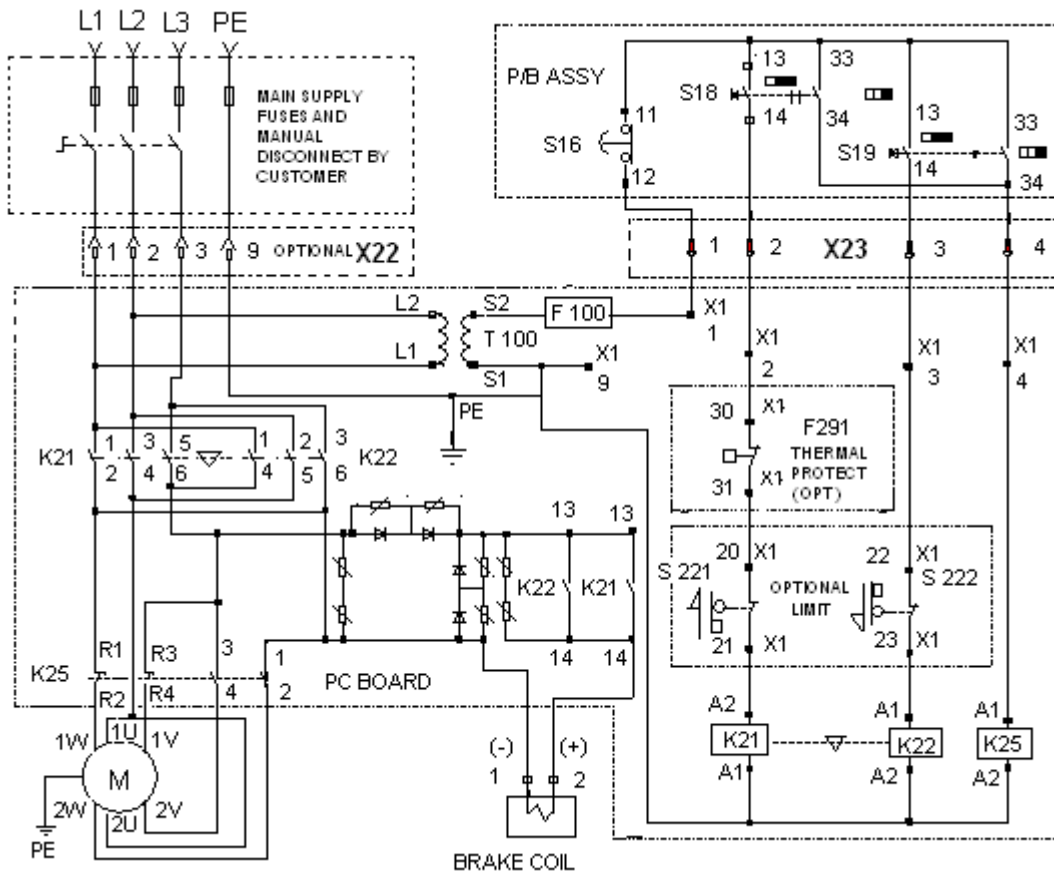 L1 L2 L3 PE
MAIN SUPPLY
FUSES AND
MANUAL
DISCONNECT BY
CUSTOMER
1 2 3 9 OPTIONAL X22
P/B ASSY
S16
11
12
S18
13
14
33
34
S19
13
14
33
34
1 2 X23 3 4
L2
L1
S2
T 100
S1
F 100
X1
1
X1
9
X1
2
X1
3
X1
4
PE
K21
1 3 5
2 4 6
1 2 3
4 5 6
K22
30 X1
F291
THERMAL
PROTECT
(OPT)
31 X1
13 13
K22 K21
14 14
20 X1
S 221
OPTIONAL
LIMIT
21 X1
22 X1
S 222
23 X1
K25
R1 R3 3 1
R2 R4 4 2
PC BOARD
A2
K21
A1
A1
K22
A2
A1
K25
A2
1W 1U 1V
M
2W 2U 2V
PE
(-) (+)
1 2
BRAKE COIL